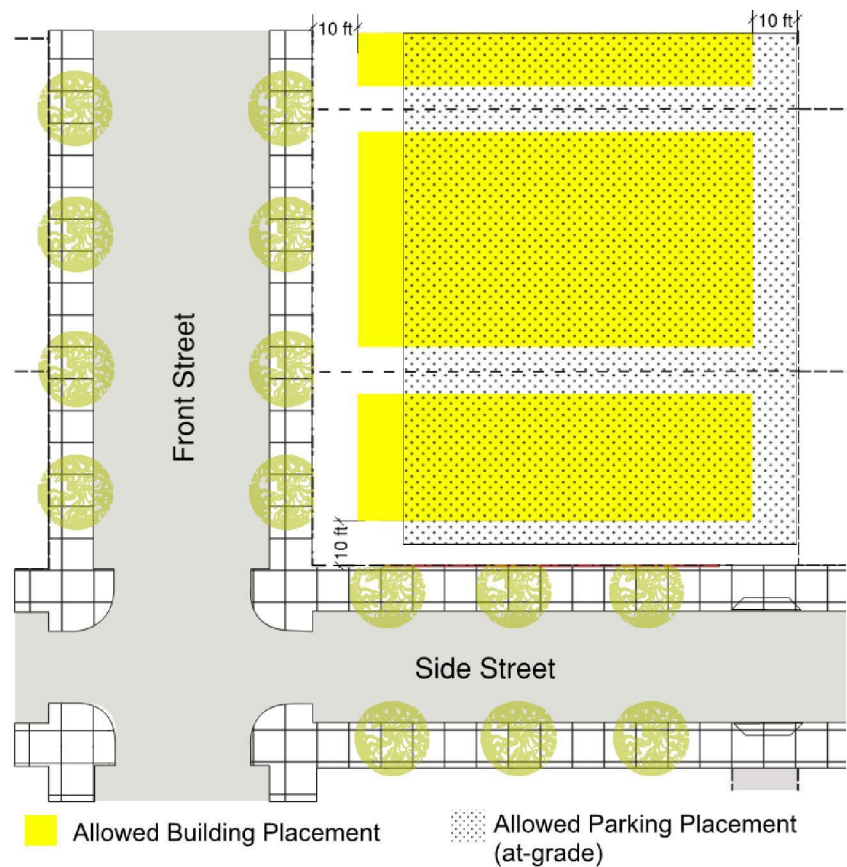 10 ft
10 ft
Front Street
10 ft
Side Street
Allowed Building Placement
Allowed Parking Placement
(at-grade)